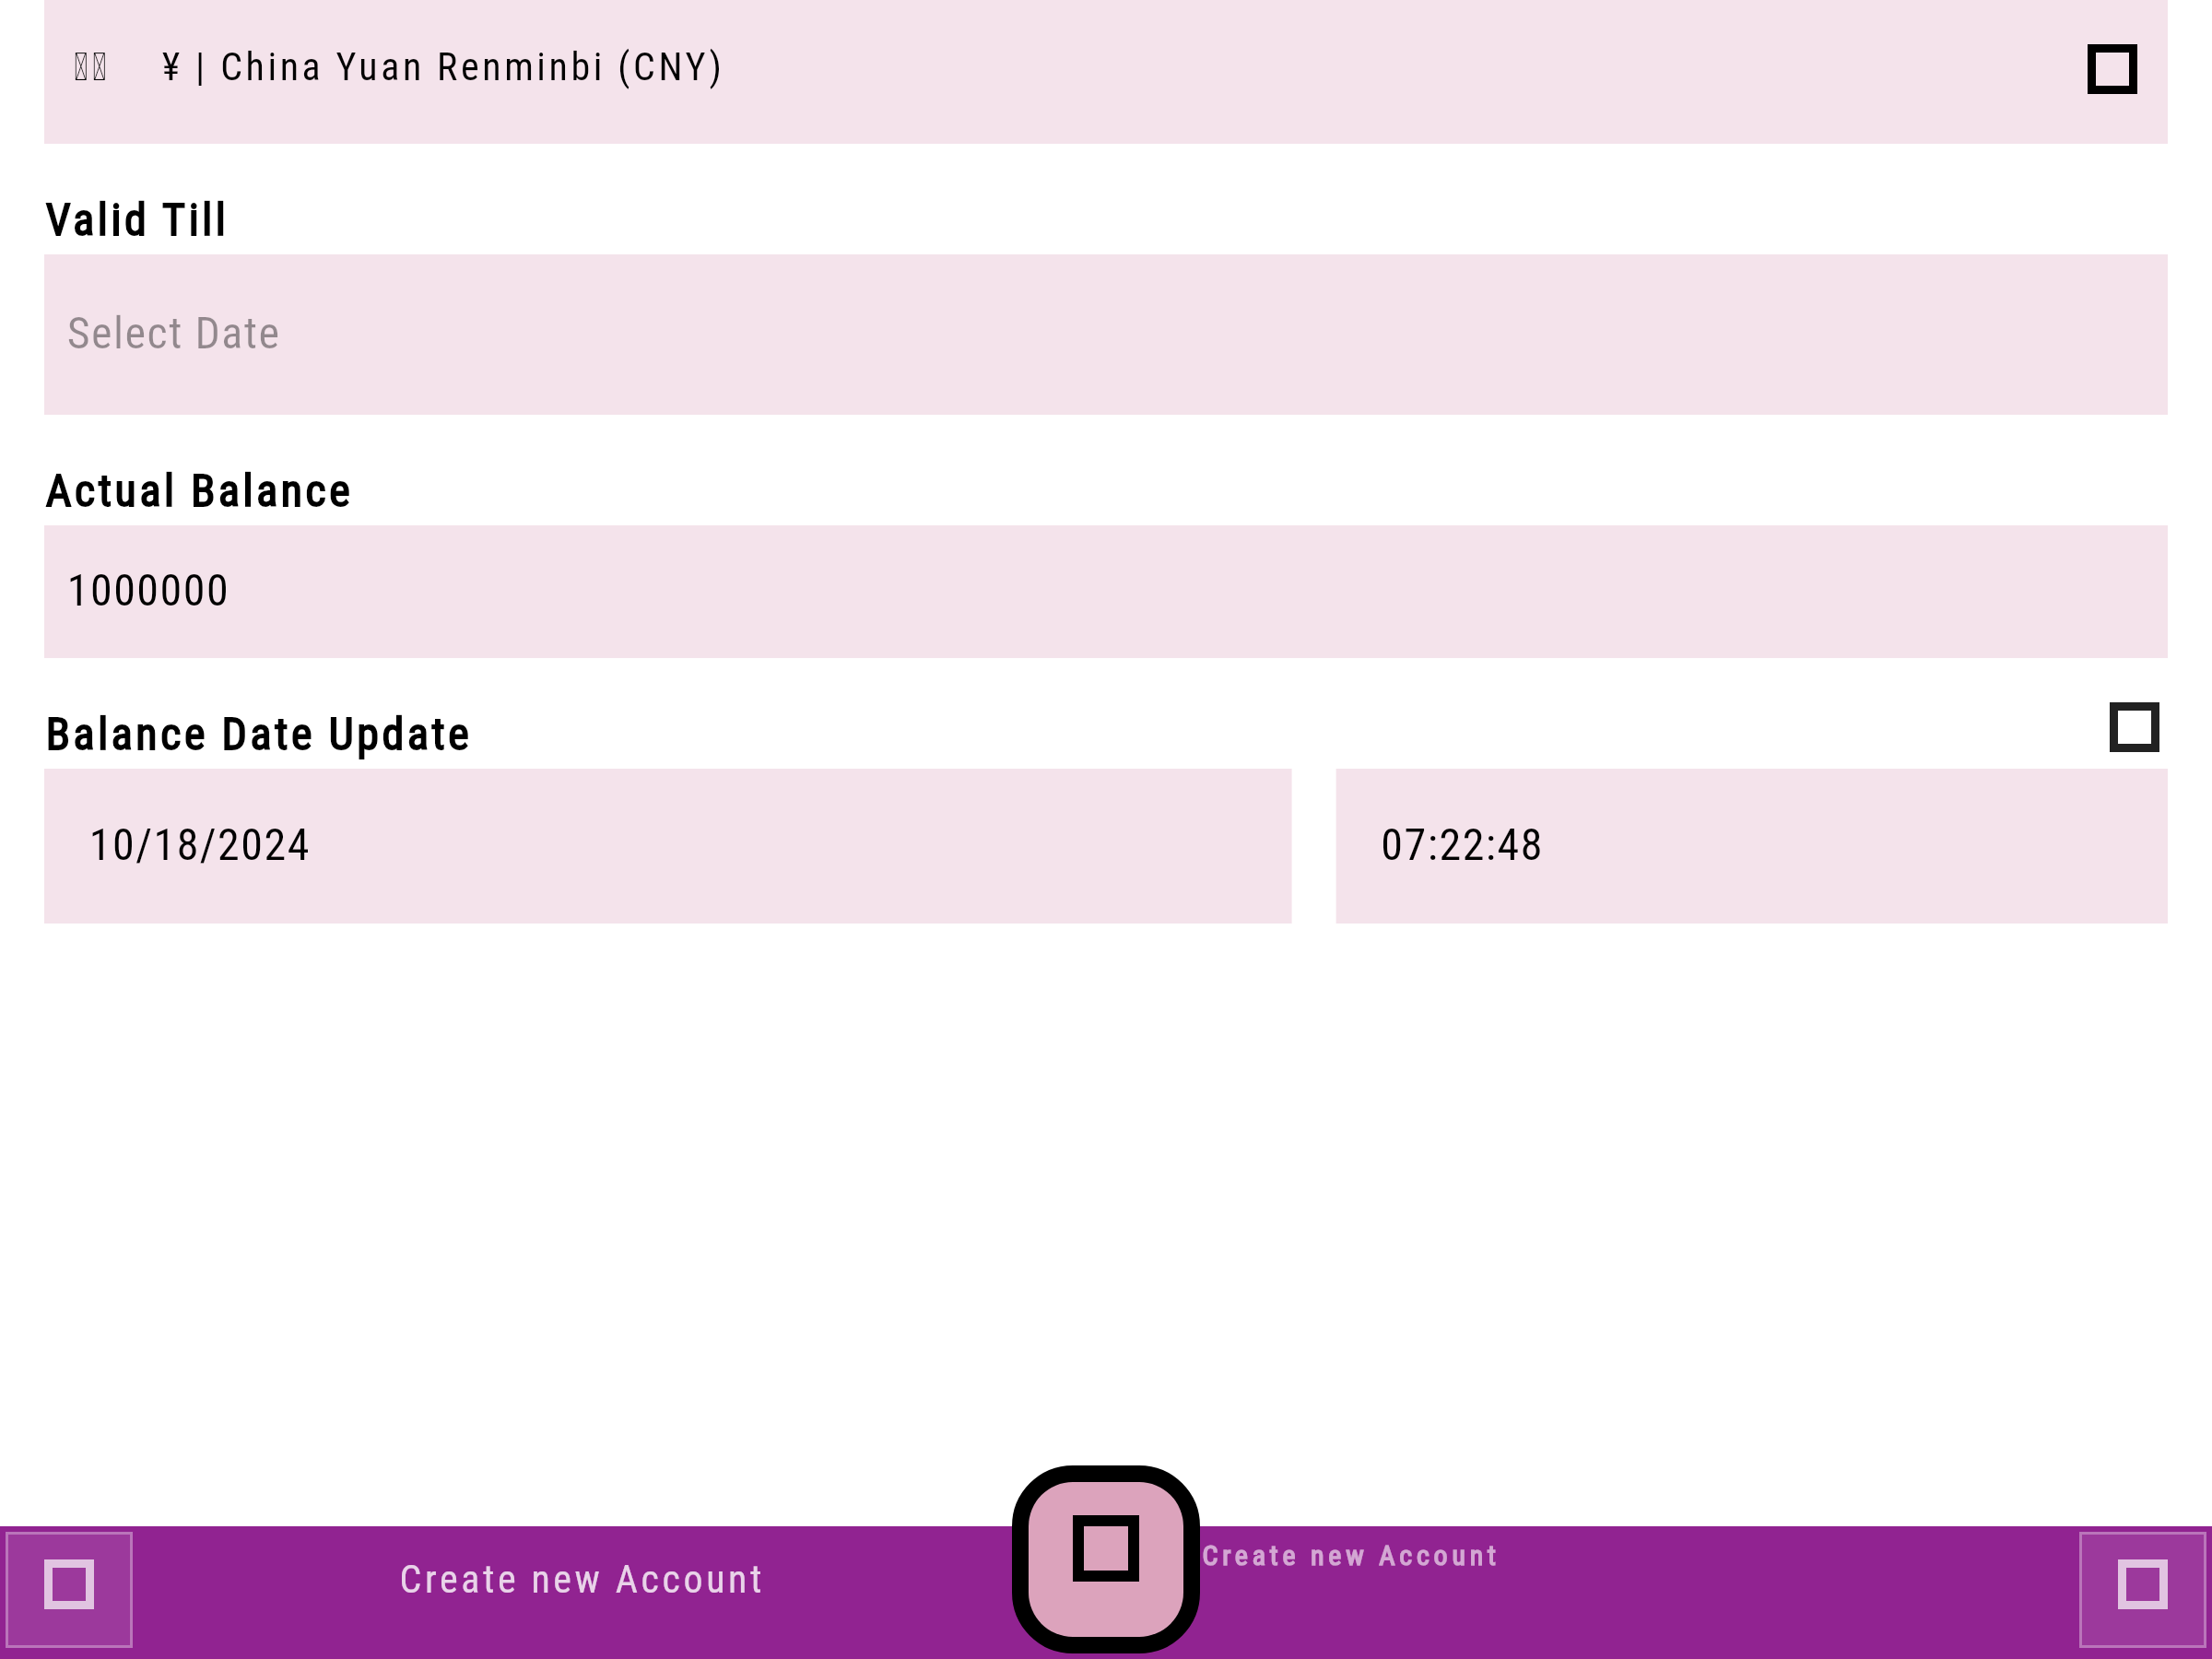 ¥ | China Yuan Renminbi (CNY)
Valid Till
Select Date
Actual Balance
1000000
Balance Date Update
10/18/2024 07:22:48
Create new Account
Create new Account